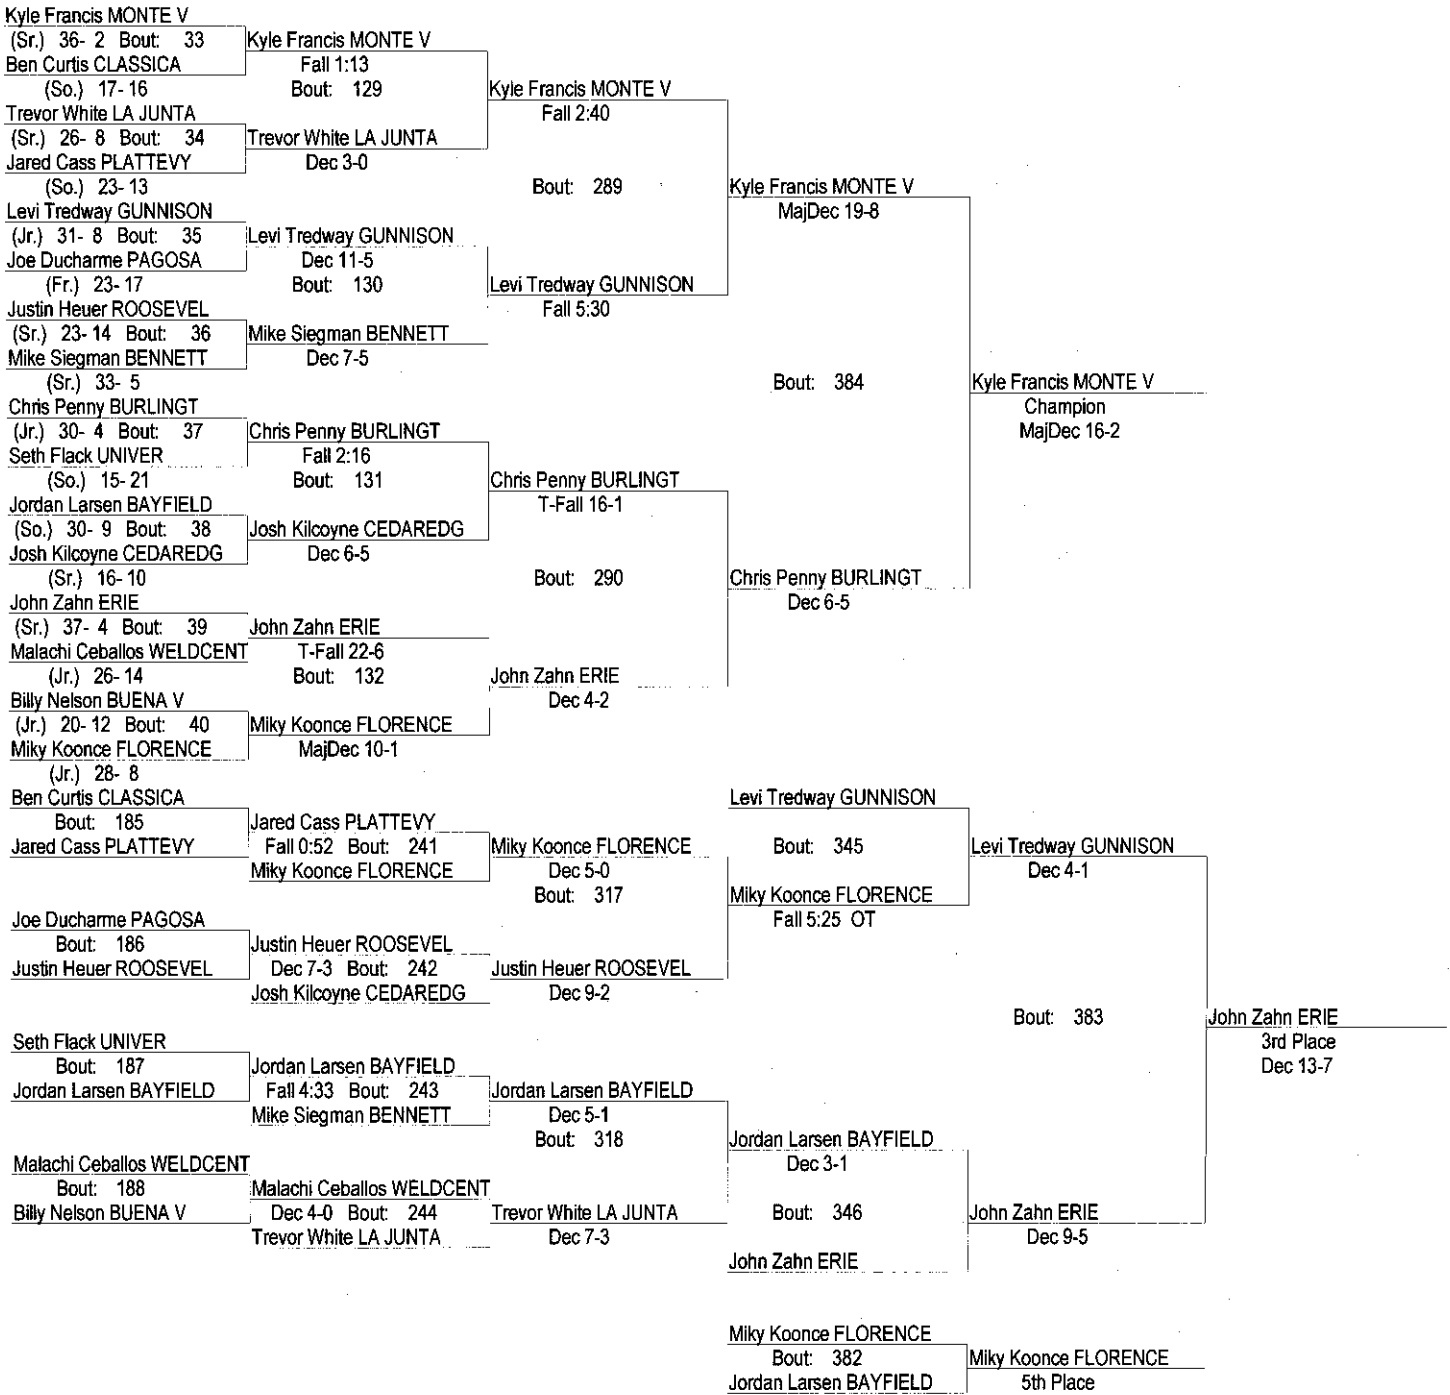 Kyle Francis MONTE V
(Sr.) 36- 2 Bout: 33
Kyle Francis MONTE V
Ben Curtis CLASSICA
Fall 1:13
(So.) 17- 16
Bout: 129
Kyle Francis MONTE V
Trevor White LA JUNTA
Fall 2:40
(Sr.) 26- 8 Bout: 34
Trevor White LA JUNTA
Jared Cass PLATTEVY
Dec 3-0
(So.) 23- 13
Bout: 289
Kyle Francis MONTE V
Levi Tredway GUNNISON
MajDec 19-8
(Jr.) 31- 8 Bout: 35
Levi Tredway GUNNISON
Joe Ducharme PAGOSA
Dec 11-5
(Fr.) 23- 17
Bout: 130
Levi Tredway GUNNISON
Justin Heuer ROOSEVEL
Fall 5:30
(Sr.) 23- 14 Bout: 36
Mike Siegman BENNETT
Mike Siegman BENNETT
Dec 7-5
(Sr.) 33- 5
Bout: 384
Kyle Francis MONTE V
Chris Penny BURLINGT
Champion
(Jr.) 30- 4 Bout: 37
Chris Penny BURLINGT
MajDec 16-2
Seth Flack UNIVER
Fall 2:16
(So.) 15- 21
Bout: 131
Chris Penny BURLINGT
Jordan Larsen BAYFIELD
T-Fall 16-1
(So.) 30- 9 Bout: 38
Josh Kilcoyne CEDAREDG
Josh Kilcoyne CEDAREDG
Dec 6-5
(Sr.) 16- 10
Bout: 290
Chris Penny BURLINGT
John Zahn ERIE
Dec 6-5
(Sr.) 37- 4 Bout: 39
John Zahn ERIE
Malachi Ceballos WELDCENT
T-Fall 22-6
(Jr.) 26- 14
Bout: 132
John Zahn ERIE
Billy Nelson BUENA V
Dec 4-2
(Jr.) 20- 12 Bout: 40
Miky Koonce FLORENCE
Miky Koonce FLORENCE
MajDec 10-1
(Jr.) 28- 8
Ben Curtis CLASSICA
Levi Tredway GUNNISON
Bout: 185
Jared Cass PLATTEVY
Jared Cass PLATTEVY
Fall 0:52 Bout: 241
Miky Koonce FLORENCE
Bout: 345
Levi Tredway GUNNISON
Miky Koonce FLORENCE
Dec 5-0
Dec 4-1
Bout: 317
Miky Koonce FLORENCE
Joe Ducharme PAGOSA
Fall 5:25 OT
Bout: 186
Justin Heuer ROOSEVEL
Justin Heuer ROOSEVEL
Dec 7-3 Bout: 242
Justin Heuer ROOSEVEL
Josh Kilcoyne CEDAREDG
Dec 9-2
Bout: 383
John Zahn ERIE
Seth Flack UNIVER
3rd Place
Bout: 187
Jordan Larsen BAYFIELD
Dec 13-7
Jordan Larsen BAYFIELD
Fall 4:33 Bout: 243
Jordan Larsen BAYFIELD
Mike Siegman BENNETT
Dec 5-1
Bout: 318
Jordan Larsen BAYFIELD
Malachi Ceballos WELDCENT
Dec 3-1
Bout: 188
Malachi Ceballos WELDCENT
Billy Nelson BUENA V
Dec 4-0 Bout: 244
Trevor White LA JUNTA
Bout: 346
John Zahn ERIE
Trevor White LA JUNTA
Dec 7-3
Dec 9-5
John Zahn ERIE
Miky Koonce FLORENCE
Bout: 382
Miky Koonce FLORENCE
Jordan Larsen BAYFIELD
5th Place